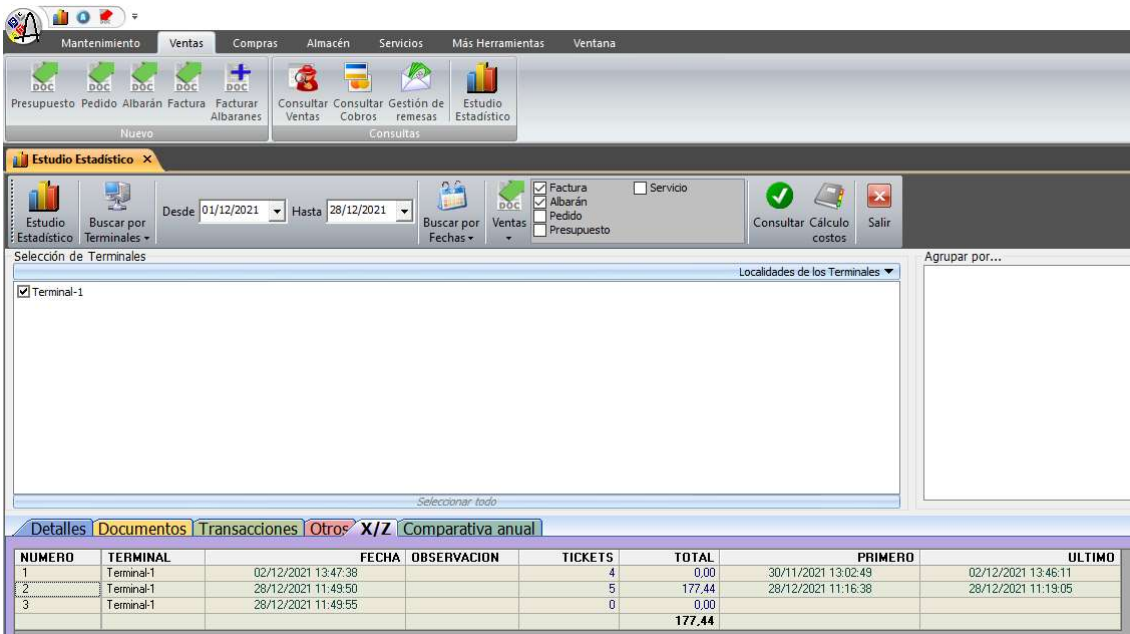 Mantenimiento Ventas Compras Almacén Servicios Más Herramientas Ventana
DOC DOC DOC DOC DOC
Presupuesto Pedido Albarán Factura Facturar Albaranes
Nuevo
Consultar Ventas Consultar Cobros Gestión de remesas Estudio Estadístico
Consultas
Estudio Estadístico X
Estudio Estadístico
Buscar por Terminales
Desde 01/12/2021 Hasta 28/12/2021
Buscar por Fechas
DOC
Ventas
Factura
Albarán
Pedido
Presupuesto
Servicio
Consultar
Cálculo costos
Salir
Selección de Terminales
Localidades de los Terminales
Terminal-1
Seleccionar todo
Agrupar por...
Detalles Documentos Transacciones Otros X/Z Comparativa anual
NUMERO TERMINAL FECHA OBSERVACION TICKETS TOTAL PRIMERO ULTIMO
1 Terminal-1 02/12/2021 13:47:38 4 0,00 30/11/2021 13:02:49 02/12/2021 13:46:11
2 Terminal-1 28/12/2021 11:49:50 5 177,44 28/12/2021 11:16:38 28/12/2021 11:19:05
3 Terminal-1 28/12/2021 11:49:55 0 0,00
177,44